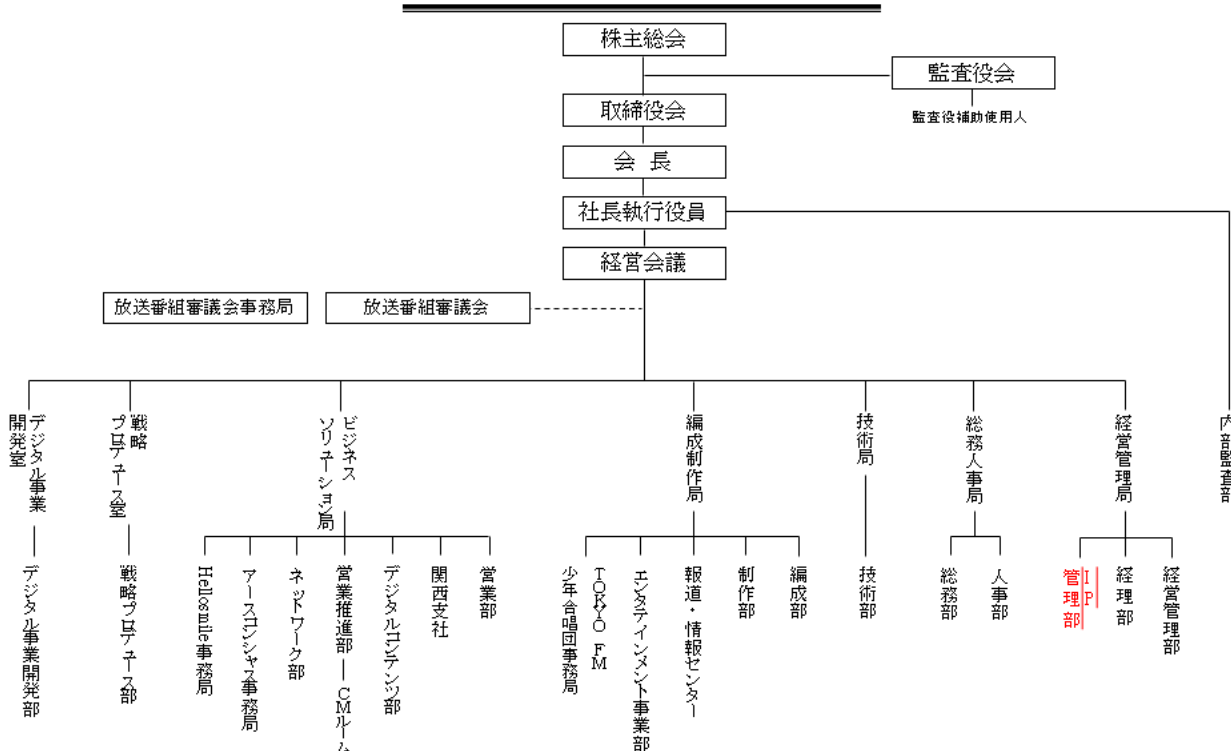 株主総会
監査役会
監査役補助使用人
取締役会
会 長
社長執行役員
経営会議
放送番組審議会事務局
放送番組審議会
デジタル事業
開発室
戦略
プロデュース室
ビジネス
ソリューション局
編成制作局
技術局
総務人事局
経営管理局
内部監査部
デジタル事業開発部
戦略プロデュース部
Hellosmile事務局
アースコンシャス事務局
ネットワーク部
営業推進部
CMルーム
デジタルコンテンツ部
関西支社
営業部
TOKYO FM
少年合唱団事務局
エンタテインメント事業部
報道・情報センター
制作部
編成部
技術部
総務部
人事部
IP
管理部
経理部
経営管理部